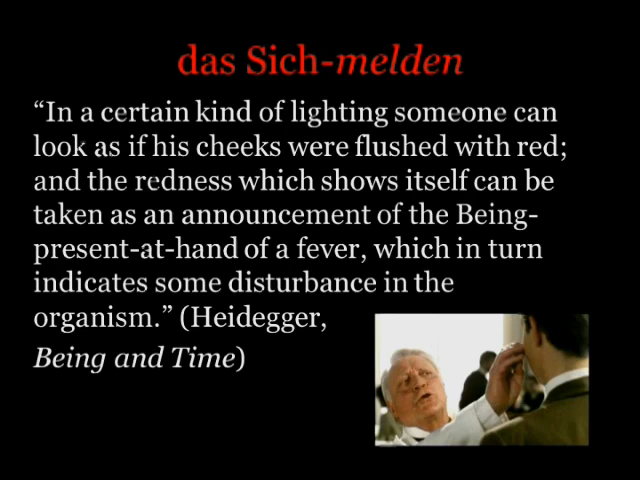 das Sich-melden
“In a certain kind of lighting someone can
look as if his cheeks were flushed with red;
and the redness which shows itself can be
taken as an announcement of the Being-
present-at-hand of a fever, which in turn
indicates some disturbance in the
organism.” (Heidegger,
Being and Time)